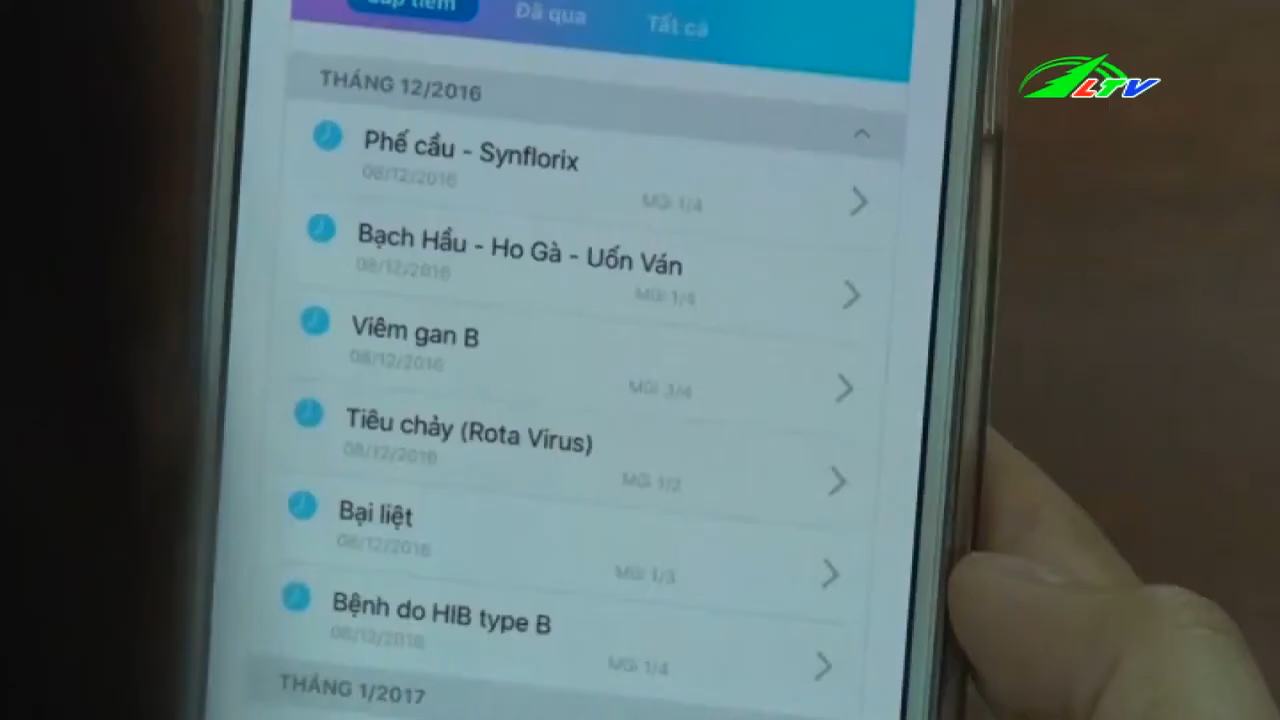 Sắp tiêm
Đã qua
Tất cả
LTV
THÁNG 12/2016
Phế cầu - Synflorix
08/12/2016
Mũi 1/4
Bạch Hầu - Ho Gà - Uốn Ván
08/12/2016
Mũi 1/4
Viêm gan B
08/12/2016
Mũi 3/4
Tiêu chảy (Rota Virus)
08/12/2016
Mũi 1/2
Bại liệt
08/12/2016
Mũi 1/3
Bệnh do HIB type B
08/12/2016
Mũi 1/4
THÁNG 1/2017